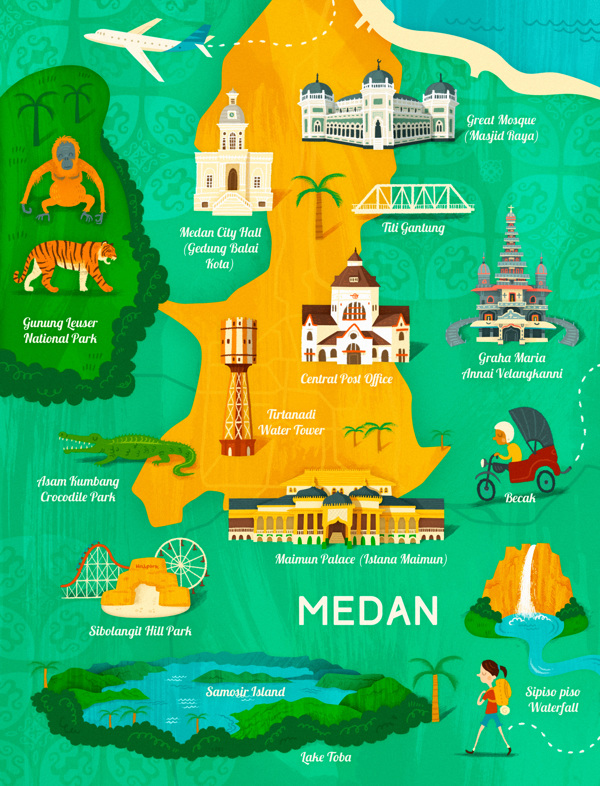 Great Mosque
(Masjid Raya)
Medan City Hall
(Gedung Balai
Kota)
Titi Gantung
Gunung Leuser
National Park
Graha Maria
Annai Velangkanni
Central Post Office
Tirtanadi
Water Tower
Asam Kumbang
Crocodile Park
Becak
Maimun Palace (Istana Maimun)
Sibolangit Hill Park
MEDAN
Samosir Island
Sipiso piso
Waterfall
Lake Toba